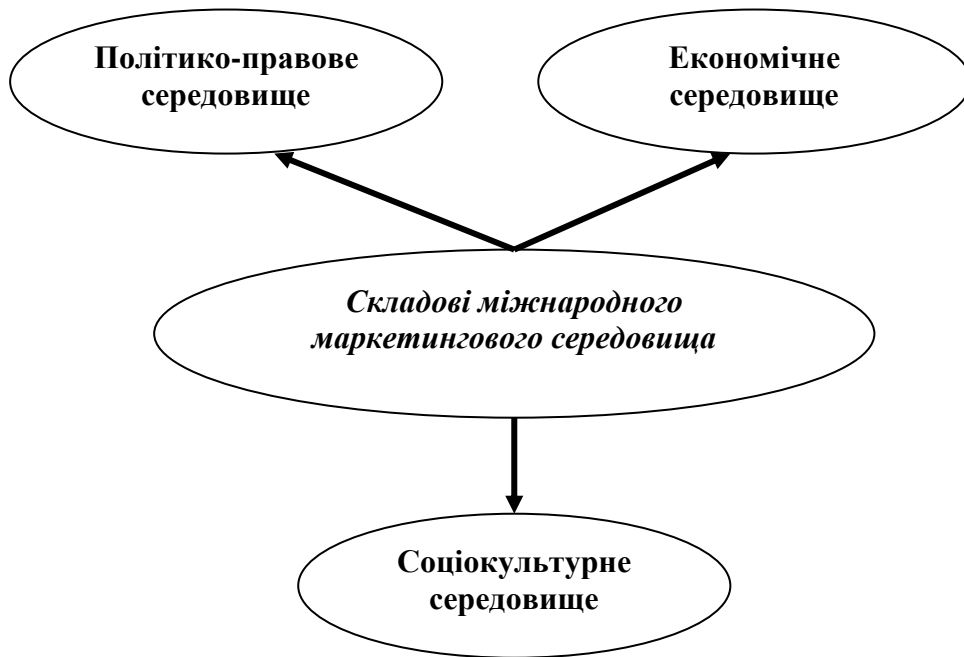 Політико-правове
середовище
Економічне
середовище
Складові міжнародного
маркетингового середовища
Соціокультурне
середовище